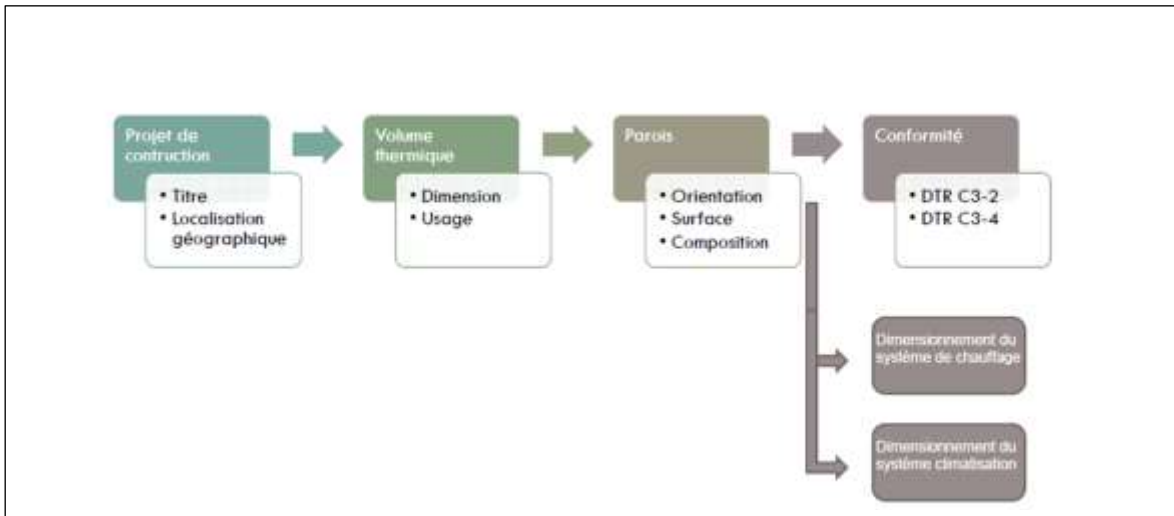 Projet de
contruction
• Titre
• Localisation
géographique
Volume
thermique
• Dimension
• Usage
Parois
• Orientation
• Surface
• Composition
Conformité
• DTR C3-2
• DTR C3-4
Dimensionnement du
système de chauffage
Dimensionnement du
système climatisation